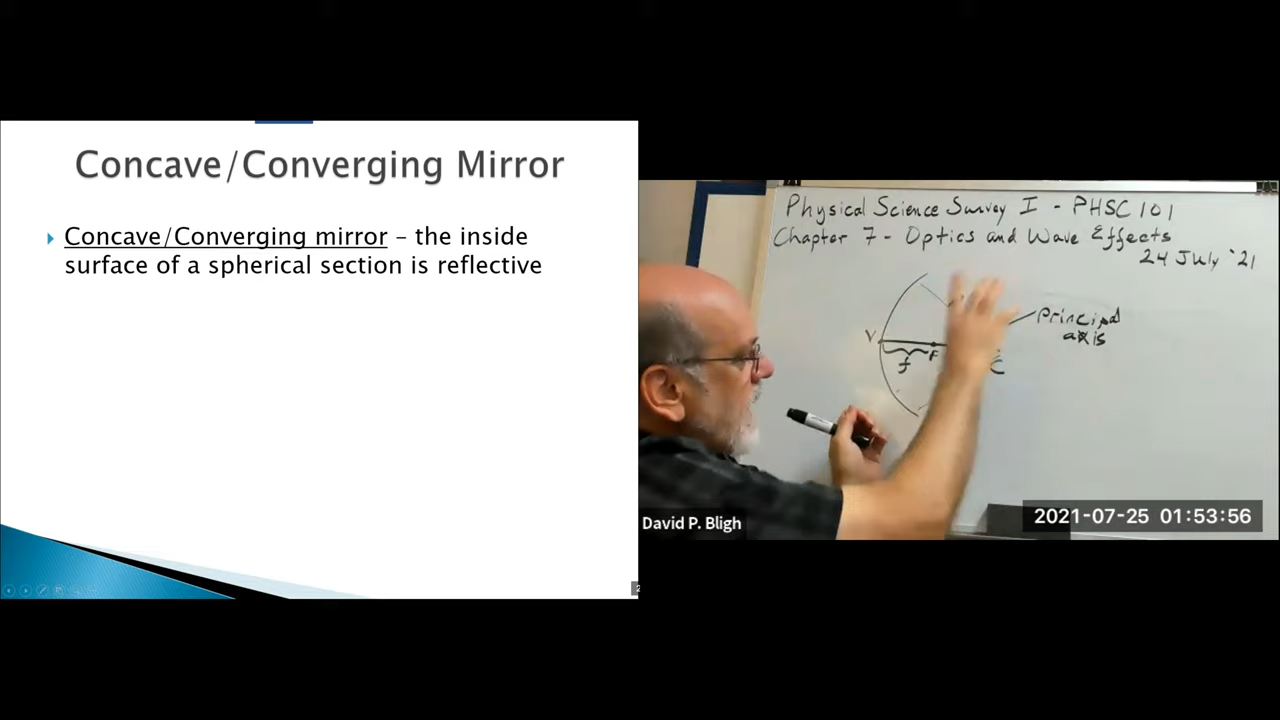 Concave/Converging Mirror
Concave/Converging mirror – the inside
surface of a spherical section is reflective
Physical Science Survey I - PHSC 101
Chapter 7 - Optics and Wave Effects
24 July '21
Principal
axis
V
F
f
C
David P. Bligh
2021-07-25 01:53:56